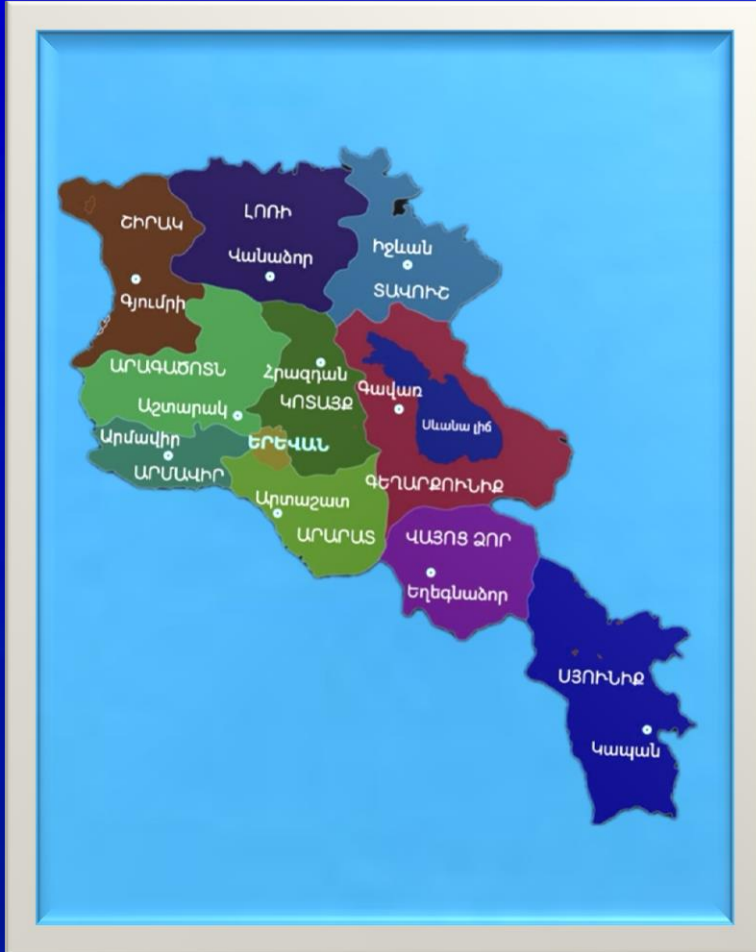 ՇԻՐԱԿ
Գյումրի
ԼՈՌԻ
Վանաձոր
Իջևան
ՏԱՎՈՒՇ
ԱՐԱԳԱԾՈՏՆ
Աշտարակ
Հրազդան
ԿՈՏԱՅՔ
Գավառ
Սևանա լիճ
ԳԵՂԱՐՔՈՒՆԻՔ
Արմավիր
ԱՐՄԱՎԻՐ
ԵՐԵՎԱՆ
Արտաշատ
ԱՐԱՐԱՏ
ՎԱՅՈՑ ՁՈՐ
Եղեգնաձոր
ՍՅՈՒՆԻՔ
Կապան